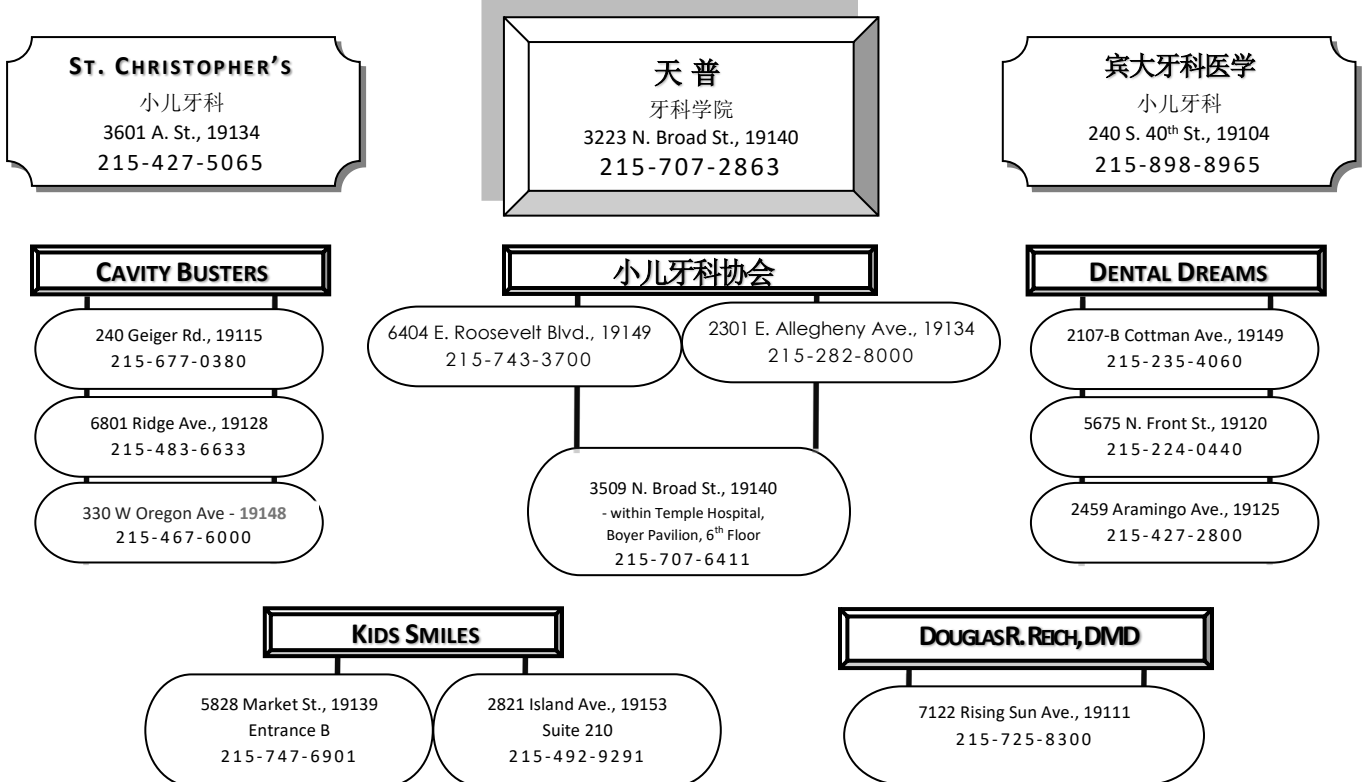 ST. CHRISTOPHER'S
小儿牙科
3601 A. St., 19134
215-427-5065
天 普
牙科学院
3223 N. Broad St., 19140
215-707-2863
宾大牙科医学
小儿牙科
240 S. 40th St., 19104
215-898-8965
CAVITY BUSTERS
240 Geiger Rd., 19115
215-677-0380
6801 Ridge Ave., 19128
215-483-6633
330 W Oregon Ave - 19148
215-467-6000
小儿牙科协会
6404 E. Roosevelt Blvd., 19149
215-743-3700
2301 E. Allegheny Ave., 19134
215-282-8000
3509 N. Broad St., 19140
- within Temple Hospital,
Boyer Pavilion, 6th Floor
215-707-6411
DENTAL DREAMS
2107-B Cottman Ave., 19149
215-235-4060
5675 N. Front St., 19120
215-224-0440
2459 Aramingo Ave., 19125
215-427-2800
KIDS SMILES
5828 Market St., 19139
Entrance B
215-747-6901
2821 Island Ave., 19153
Suite 210
215-492-9291
DOUGLAS R. REICH, DMD
7122 Rising Sun Ave., 19111
215-725-8300